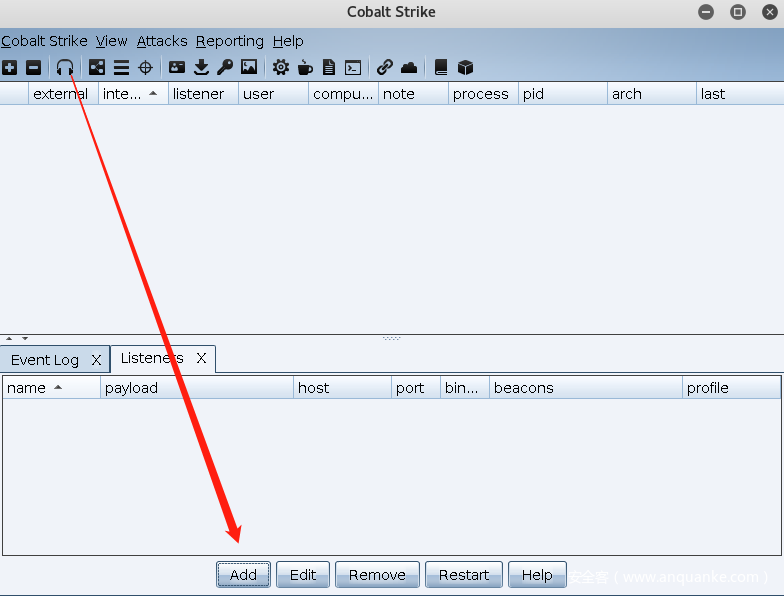 Cobalt Strike
Cobalt Strike View Attacks Reporting Help
external inte... listener user compu... note process pid arch last
Event Log X Listeners X
name payload host port bin... beacons profile
Add Edit Remove Restart Help
安全客（www.anquanke.com）